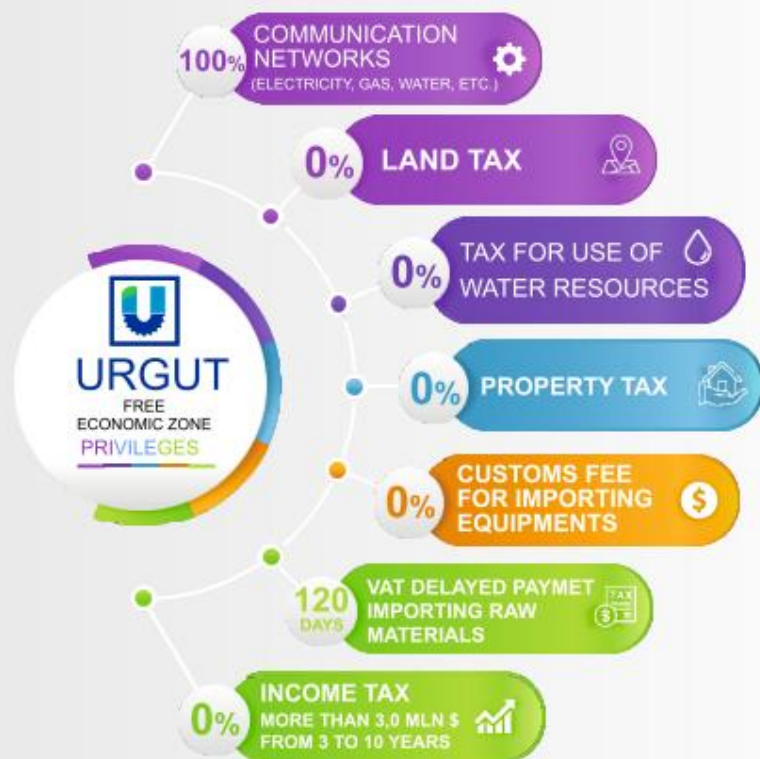 100%
COMMUNICATION
NETWORKS
(ELECTRICITY, GAS, WATER, ETC.)
0%
LAND TAX
0%
TAX FOR USE OF
WATER RESOURCES
URGUT
FREE
ECONOMIC ZONE
PRIVILEGES
0%
PROPERTY TAX
0%
CUSTOMS FEE
FOR IMPORTING
EQUIPMENTS
$
120
DAYS
VAT DELAYED PAYMET
IMPORTING RAW
MATERIALS
TAX
$
0%
INCOME TAX
MORE THAN 3,0 MLN $
FROM 3 TO 10 YEARS